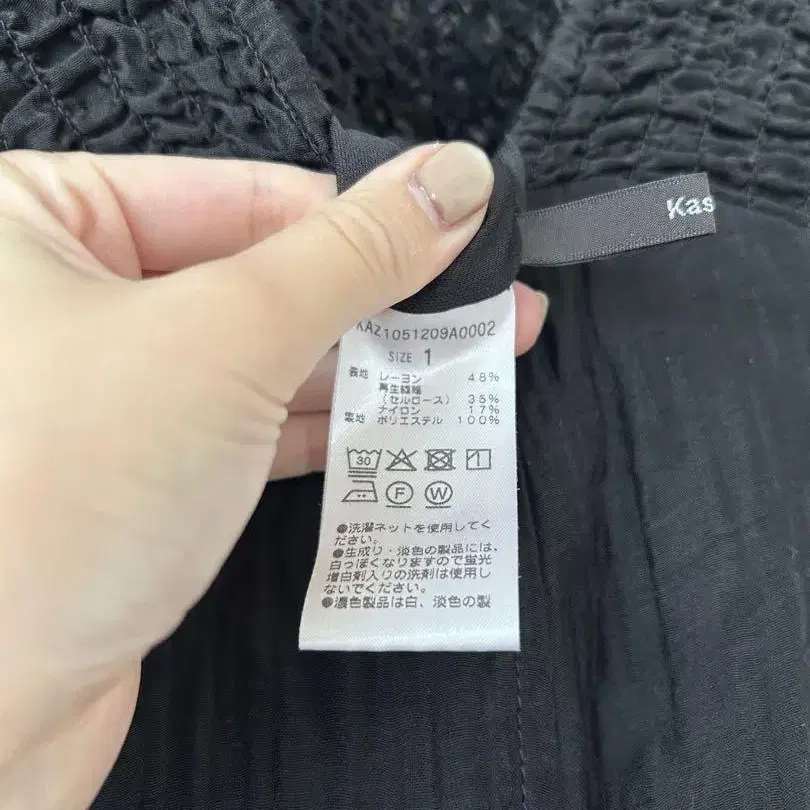 Kas
KAZ1051209A0002
SIZE 1
表地 レーヨン 48%
再生繊維
(セルロース) 35%
ナイロン 17%
裏地 ポリエステル 100%
30
F W
●洗濯ネットを使用してく
ださい。
●生成り・淡色の製品には、
白っぽくなりますので蛍光
増白剤入りの洗剤は使用し
ないでください。
●濃色製品は白、淡色の製